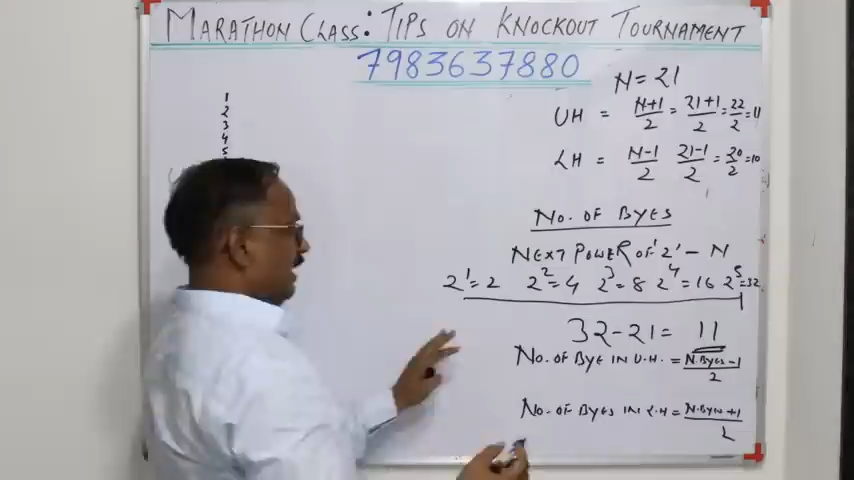 MARATHON CLASS: TIPS ON KNOCKOUT TOURNAMENT
7983637880
1
2
3
4
5
N = 21
UH = N+1/2 = 21+1/2 = 22/2 = 11
LH = N-1/2 21-1/2 = 20/2 = 10
NO. OF BYES
NEXT POWER OF '2' - N
2¹=2 2²=4 2³=8 2⁴=16 2⁵=32
32-21= 11
NO. OF BYE IN U.H. = N.BYES-1/2
NO. OF BYES IN L.H = N.BYES+1/2